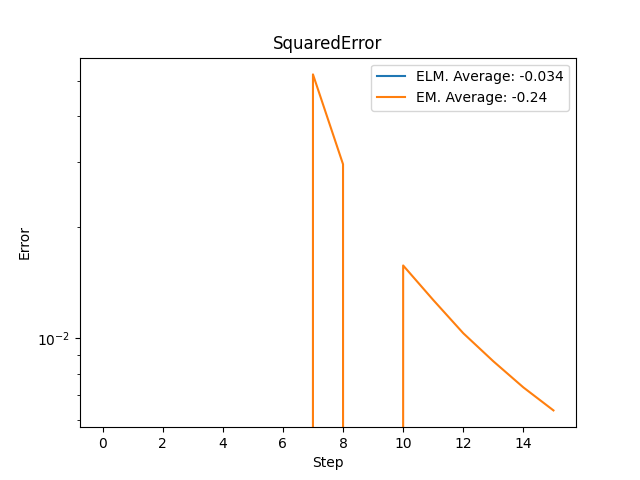 SquaredError
ELM. Average: -0.034
EM. Average: -0.24
Error
10⁻²
0 2 4 6 8 10 12 14
Step